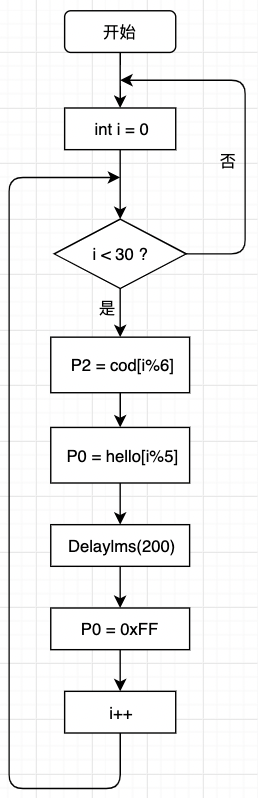 开始
int i = 0
否
i < 30 ?
是
P2 = cod[i%6]
P0 = hello[i%5]
Delaylms(200)
P0 = 0xFF
i++